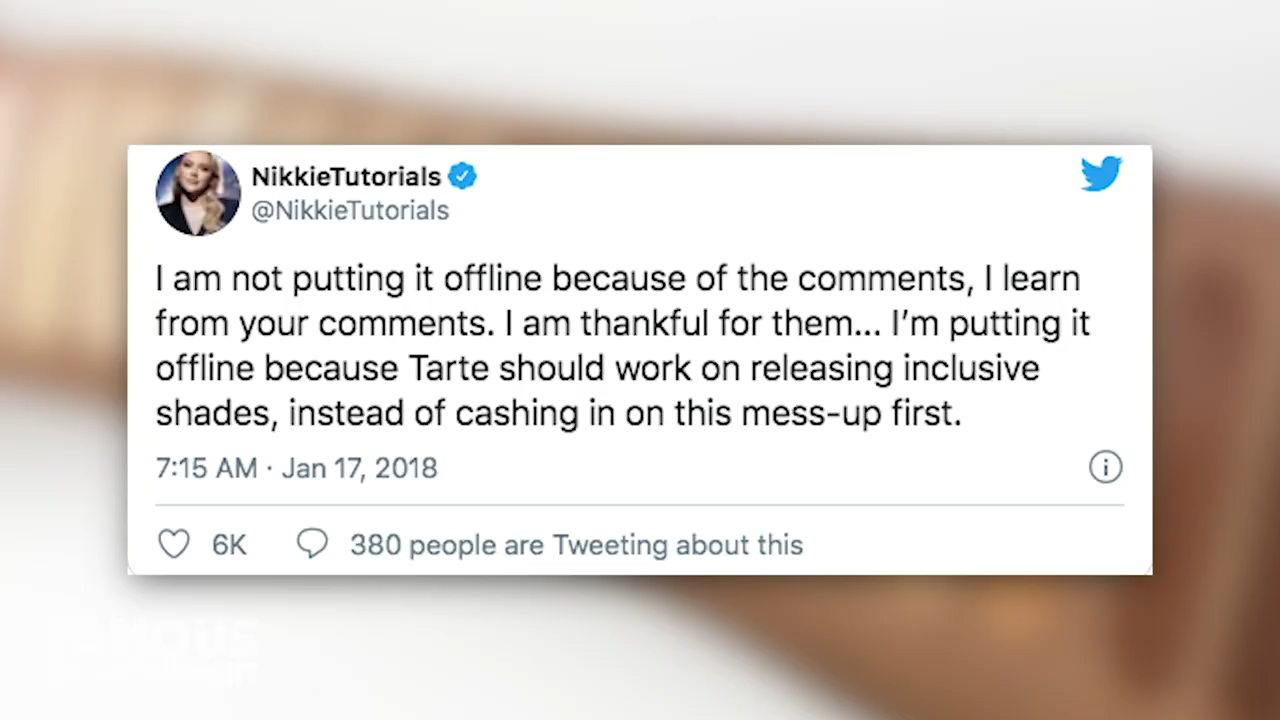 NikkieTutorials
@NikkieTutorials
I am not putting it offline because of the comments, I learn
from your comments. I am thankful for them... I’m putting it
offline because Tarte should work on releasing inclusive
shades, instead of cashing in on this mess-up first.
7:15 AM · Jan 17, 2018
6K
380 people are Tweeting about this